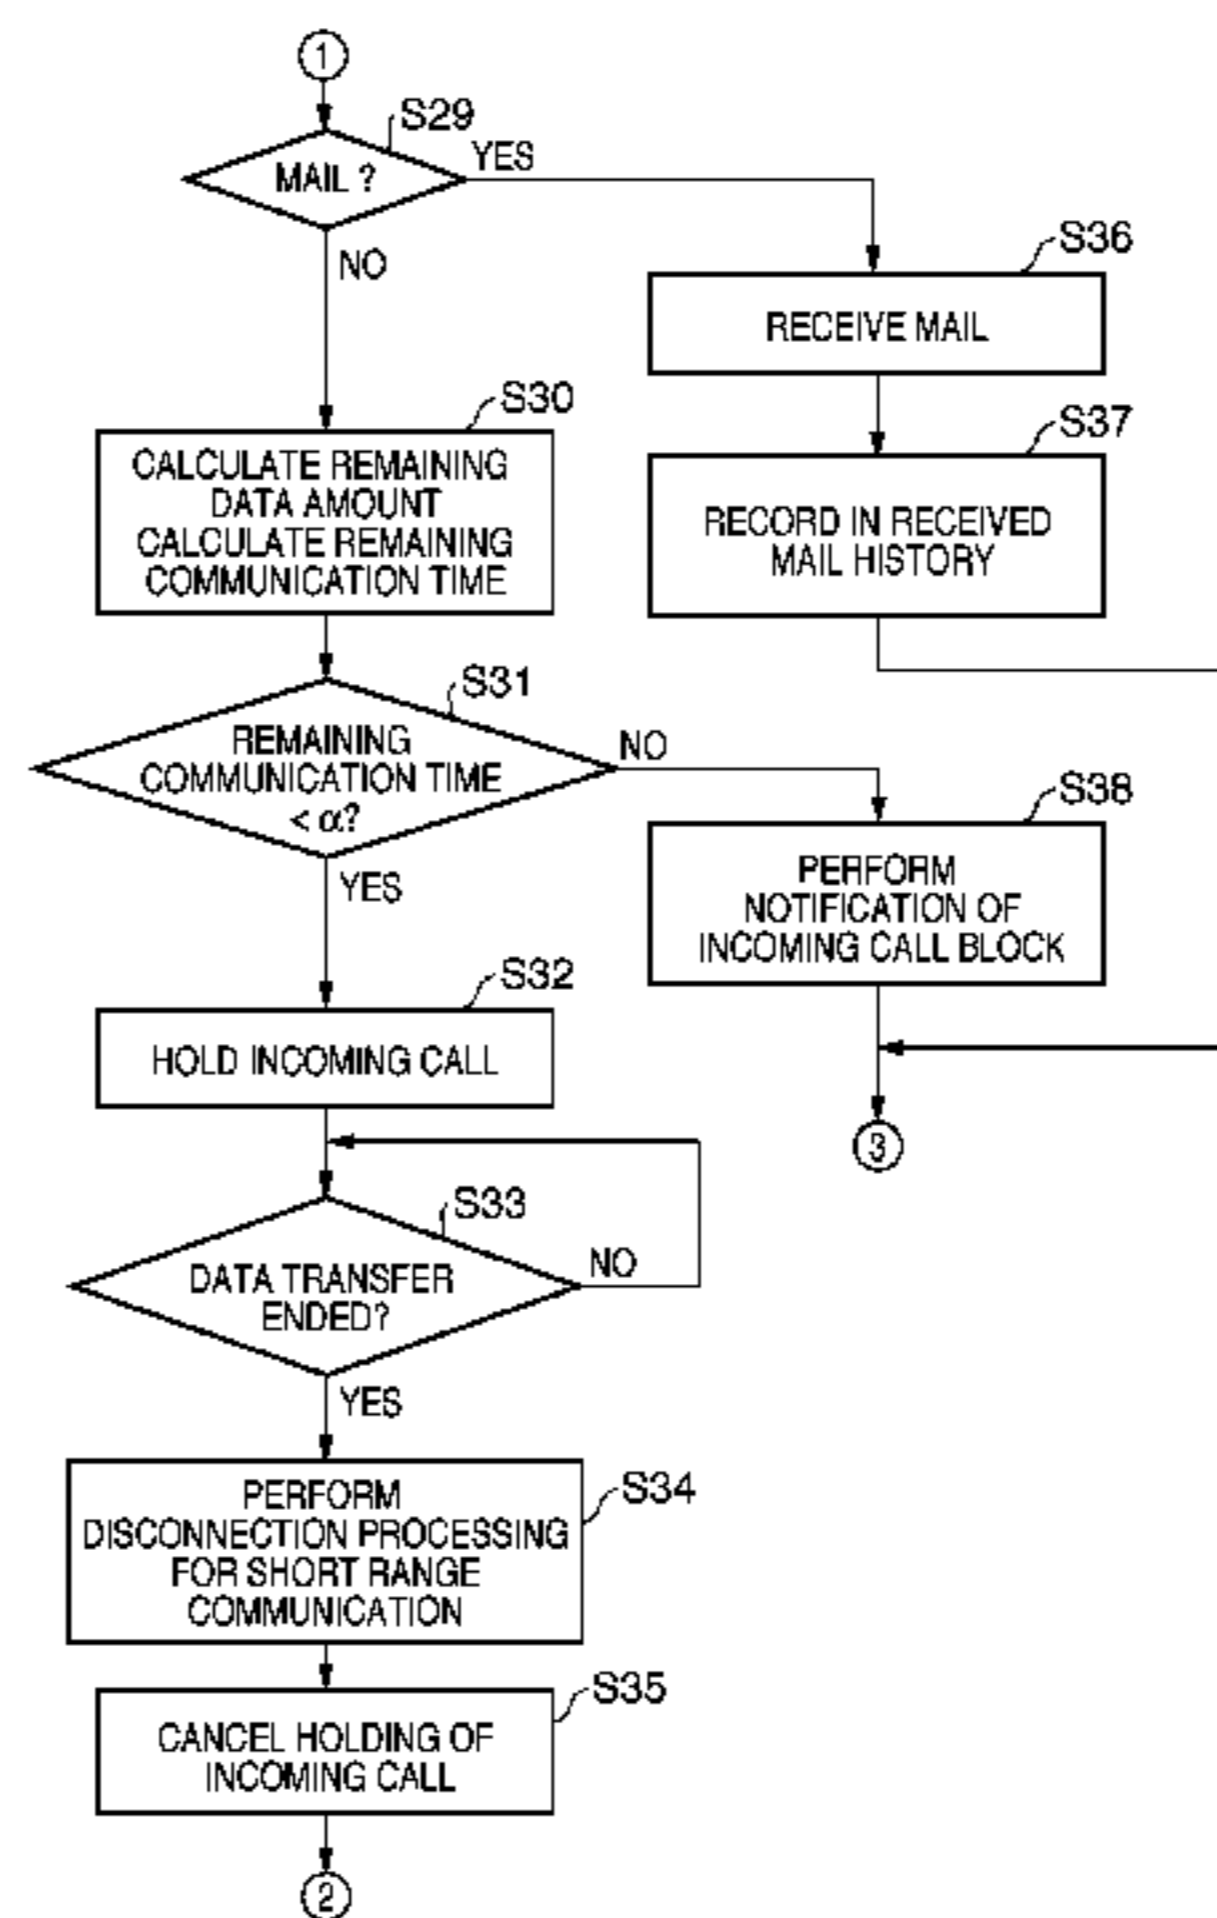 1
S29
MAIL ?
YES
NO
S36
RECEIVE MAIL
S30
CALCULATE REMAINING
DATA AMOUNT
CALCULATE REMAINING
COMMUNICATION TIME
S37
RECORD IN RECEIVED
MAIL HISTORY
S31
REMAINING
COMMUNICATION TIME
< α?
NO
YES
S38
PERFORM
NOTIFICATION OF
INCOMING CALL BLOCK
S32
HOLD INCOMING CALL
3
S33
DATA TRANSFER
ENDED?
NO
YES
S34
PERFORM
DISCONNECTION PROCESSING
FOR SHORT RANGE
COMMUNICATION
S35
CANCEL HOLDING OF
INCOMING CALL
2